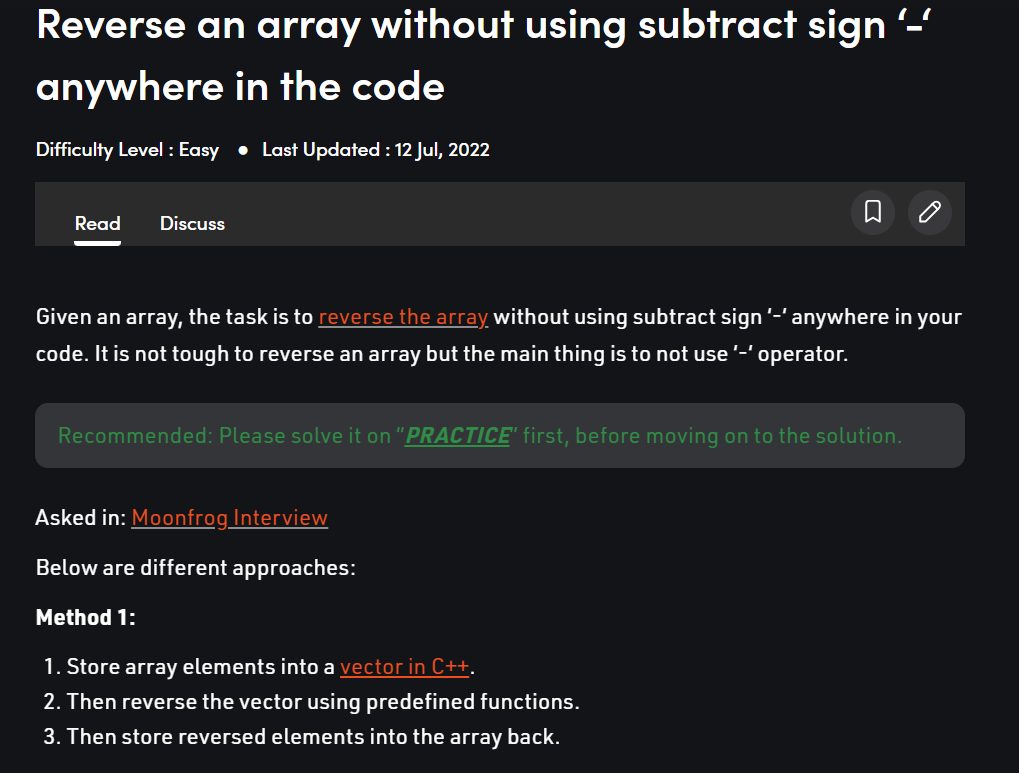 Reverse an array without using subtract sign ‘-‘
anywhere in the code
Difficulty Level : Easy ● Last Updated : 12 Jul, 2022
Read Discuss
Given an array, the task is to reverse the array without using subtract sign ‘-‘ anywhere in your
code. It is not tough to reverse an array but the main thing is to not use ‘-‘ operator.
Recommended: Please solve it on “PRACTICE” first, before moving on to the solution.
Asked in: Moonfrog Interview
Below are different approaches:
Method 1:
1. Store array elements into a vector in C++.
2. Then reverse the vector using predefined functions.
3. Then store reversed elements into the array back.